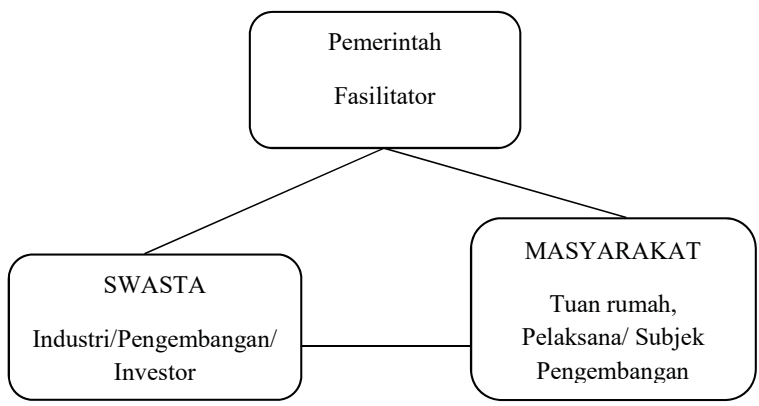 Pemerintah
Fasilitator
SWASTA
Industri/Pengembangan/
Investor
MASYARAKAT
Tuan rumah,
Pelaksana/ Subjek
Pengembangan